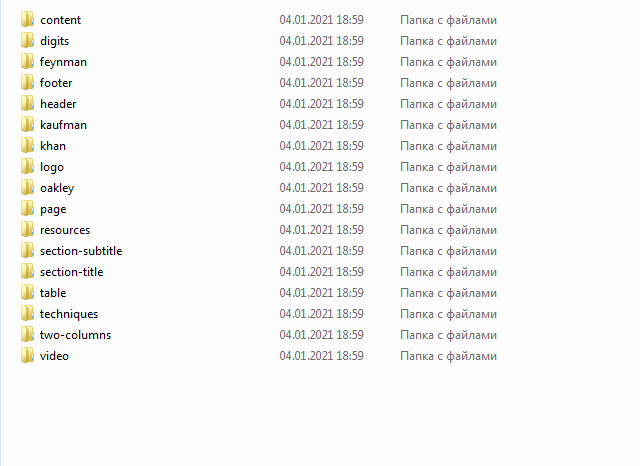 content 04.01.2021 18:59 Папка с файлами
digits 04.01.2021 18:59 Папка с файлами
feynman 04.01.2021 18:59 Папка с файлами
footer 04.01.2021 18:59 Папка с файлами
header 04.01.2021 18:59 Папка с файлами
kaufman 04.01.2021 18:59 Папка с файлами
khan 04.01.2021 18:59 Папка с файлами
logo 04.01.2021 18:59 Папка с файлами
oakley 04.01.2021 18:59 Папка с файлами
page 04.01.2021 18:59 Папка с файлами
resources 04.01.2021 18:59 Папка с файлами
section-subtitle 04.01.2021 18:59 Папка с файлами
section-title 04.01.2021 18:59 Папка с файлами
table 04.01.2021 18:59 Папка с файлами
techniques 04.01.2021 18:59 Папка с файлами
two-columns 04.01.2021 18:59 Папка с файлами
video 04.01.2021 18:59 Папка с файлами